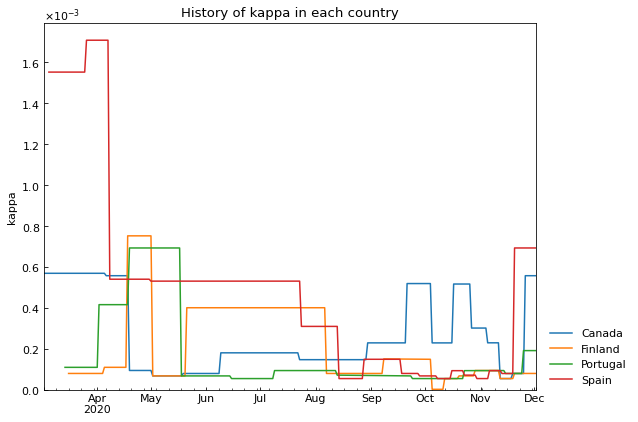 History of kappa in each country
×10⁻³
1.6
1.4
1.2
1.0
0.8
0.6
0.4
0.2
0.0
kappa
Apr May Jun Jul Aug Sep Oct Nov Dec
2020
Canada
Finland
Portugal
Spain